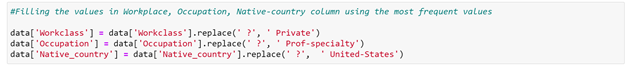 #Filling the values in Workplace, Occupation, Native-country column using the most frequent values
data['Workclass'] = data['Workclass'].replace(' ?', ' Private')
data['Occupation'] = data['Occupation'].replace(' ?', ' Prof-specialty')
data['Native_country'] = data['Native_country'].replace(' ?',  ' United-States')